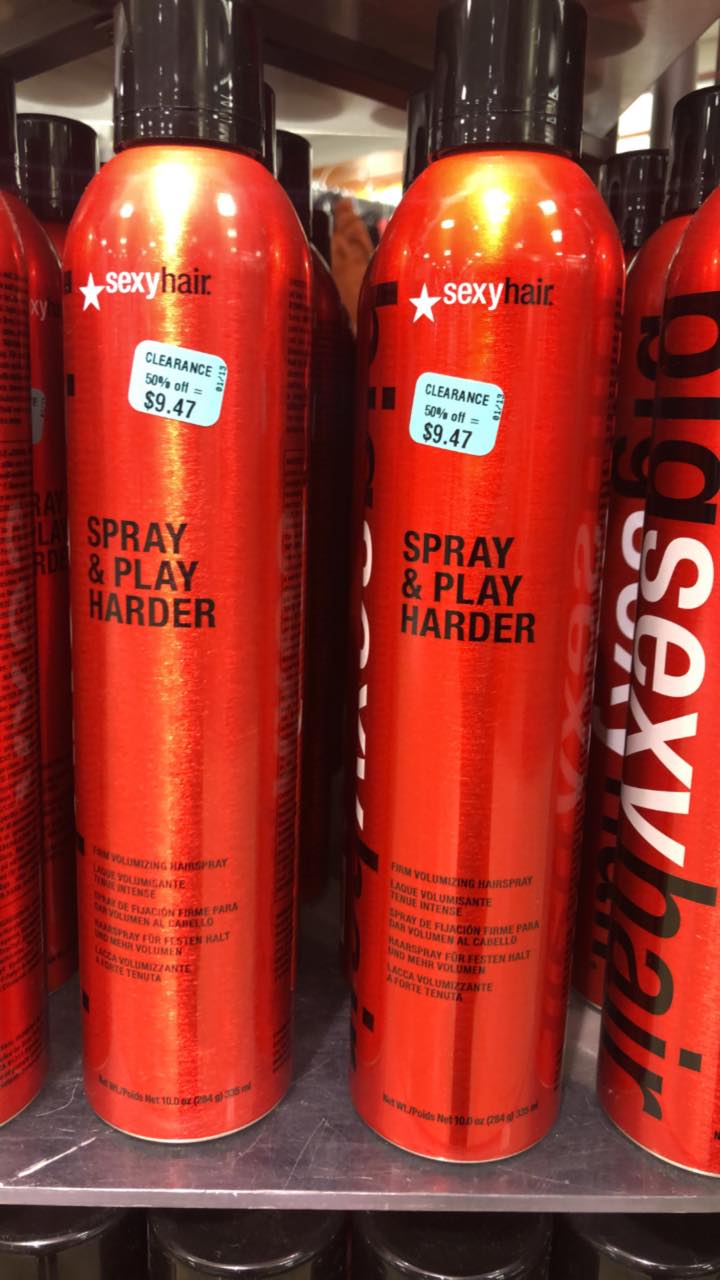 sexyhair.
CLEARANCE
50% off =
$9.47
01/13
SPRAY
& PLAY
HARDER
FIRM VOLUMIZING HAIRSPRAY
LAQUE VOLUMISANTE
TENUE INTENSE
SPRAY DE FIJACIÓN FIRME PARA
DAR VOLUMEN AL CABELLO
HAARSPRAY FÜR FESTEN HALT
UND MEHR VOLUMEN
LACCA VOLUMIZZANTE
A FORTE TENUTA
Net Wt./Poids Net 10.0 oz (284 g) 335 ml
sexyhair.
CLEARANCE
50% off =
$9.47
01/13
SPRAY
& PLAY
HARDER
FIRM VOLUMIZING HAIRSPRAY
LAQUE VOLUMISANTE
TENUE INTENSE
SPRAY DE FIJACIÓN FIRME PARA
DAR VOLUMEN AL CABELLO
HAARSPRAY FÜR FESTEN HALT
UND MEHR VOLUMEN
LACCA VOLUMIZZANTE
A FORTE TENUTA
Net Wt./Poids Net 10.0 oz (284 g) 335 ml
bigsexyhair